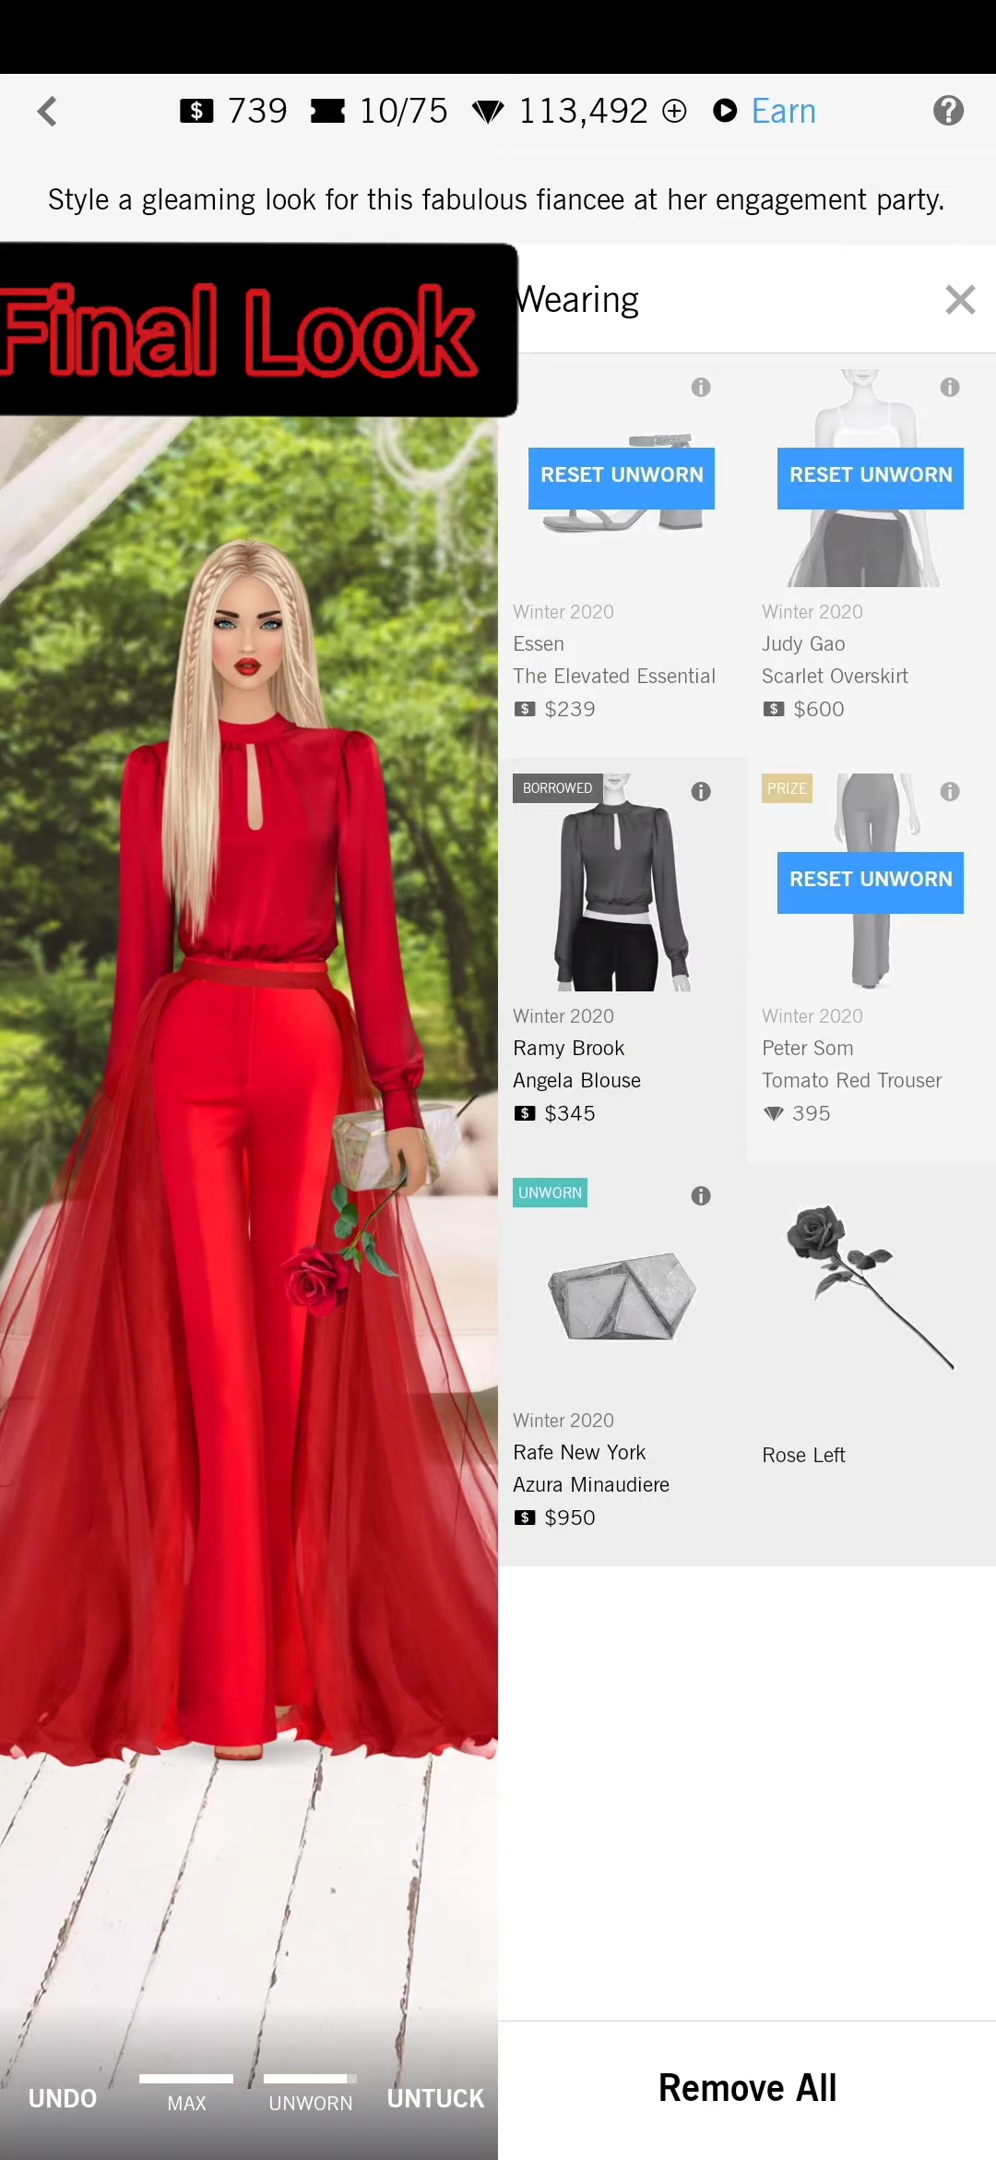 739 10/75 113,492 Earn
Style a gleaming look for this fabulous fiancee at her engagement party.
Final Look
Wearing
RESET UNWORN
Winter 2020
Essen
The Elevated Essential
$239
RESET UNWORN
Winter 2020
Judy Gao
Scarlet Overskirt
$600
BORROWED
Winter 2020
Ramy Brook
Angela Blouse
$345
PRIZE
RESET UNWORN
Winter 2020
Peter Som
Tomato Red Trouser
395
UNWORN
Winter 2020
Rafe New York
Azura Minaudiere
$950
Rose Left
UNDO
MAX
UNWORN
UNTUCK
Remove All